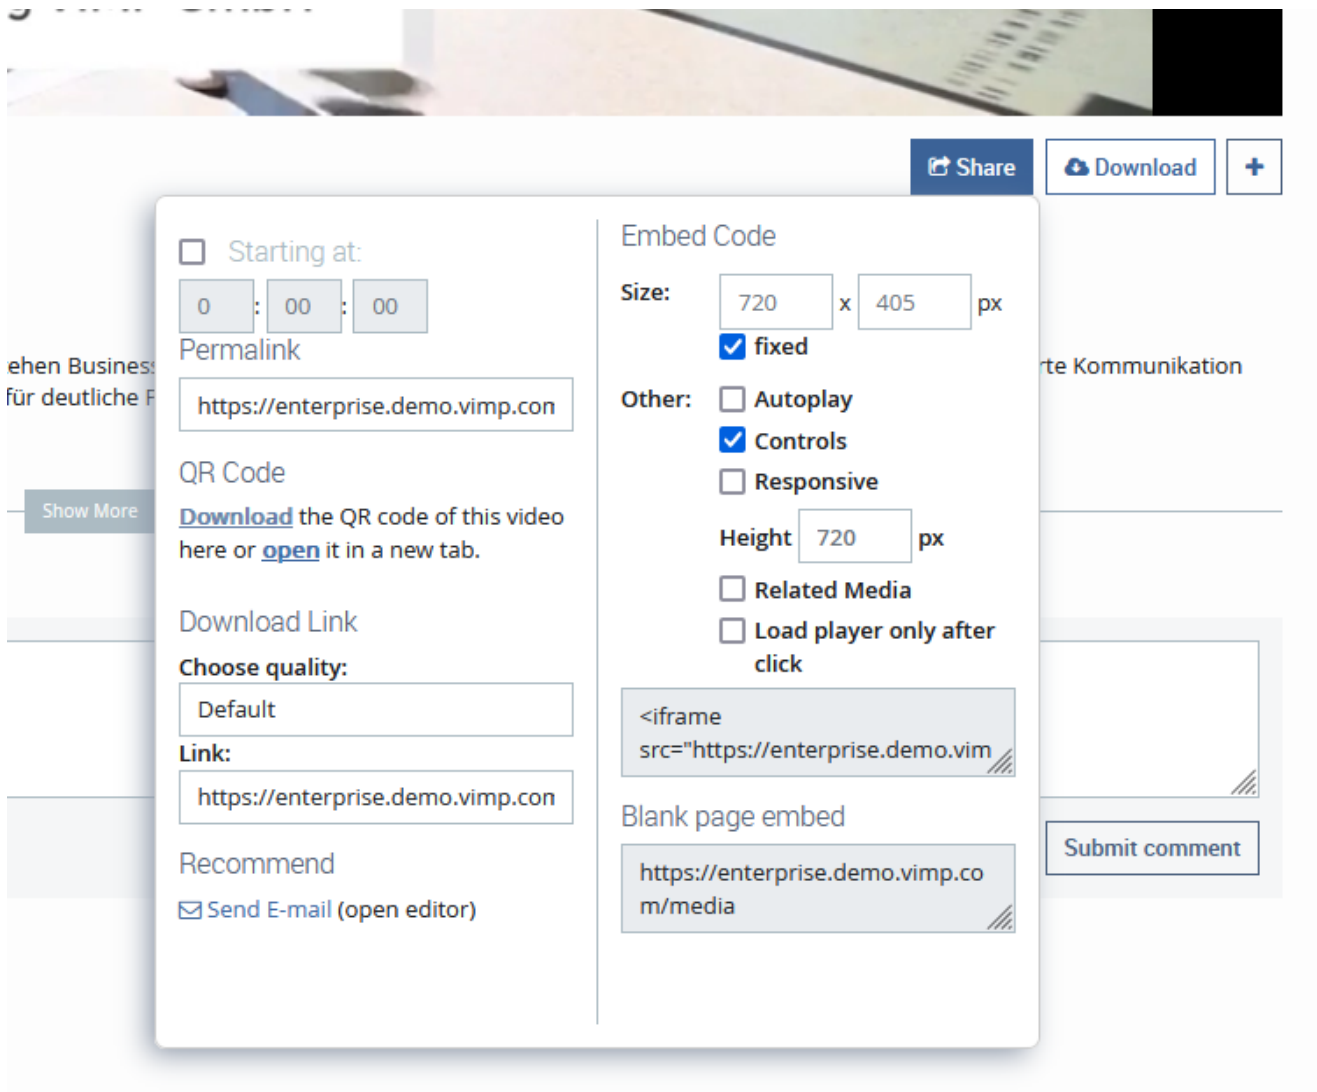 Share
Download
+
Starting at:
0 : 00 : 00
Permalink
https://enterprise.demo.vimp.con
QR Code
Download the QR code of this video
here or open it in a new tab.
Download Link
Choose quality:
Default
Link:
https://enterprise.demo.vimp.con
Recommend
Send E-mail (open editor)
Embed Code
Size: 720 x 405 px
fixed
Other: Autoplay
Controls
Responsive
Height 720 px
Related Media
Load player only after
click
<iframe
src="https://enterprise.demo.vim
Blank page embed
https://enterprise.demo.vimp.co
m/media
ehen Business
für deutliche F
rte Kommunikation
Show More
Submit comment